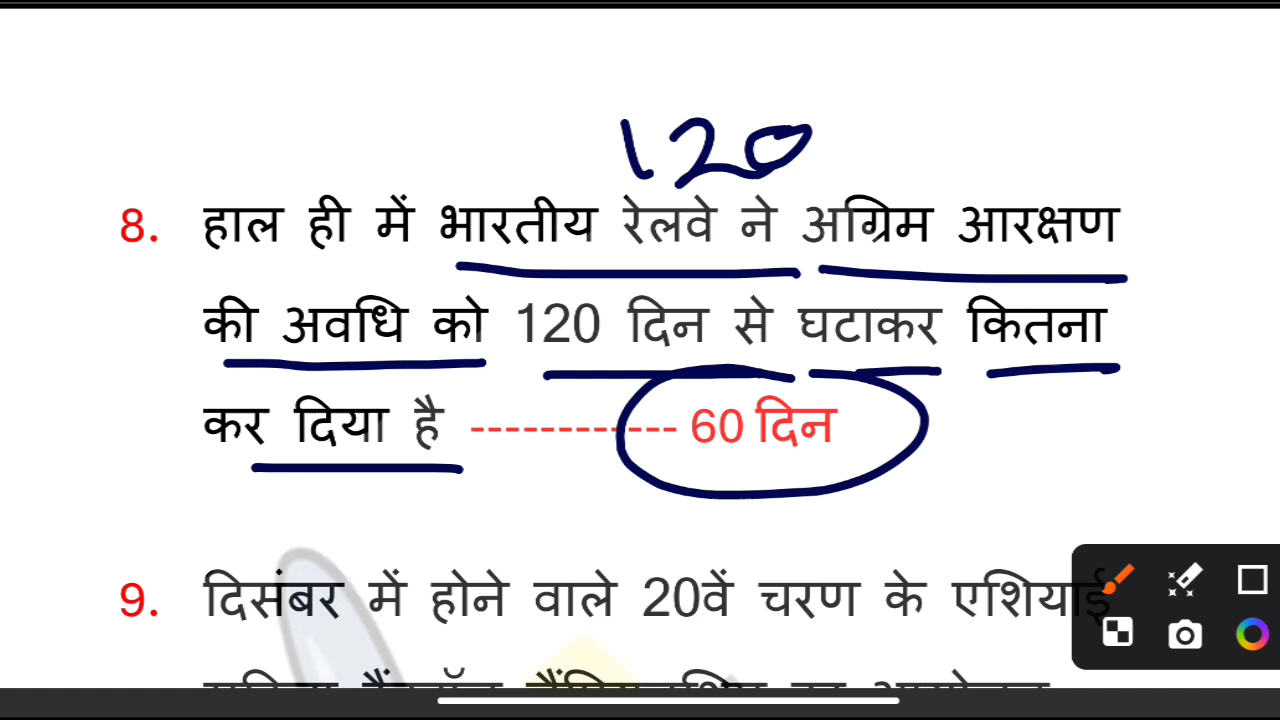 120
8. हाल ही में भारतीय रेलवे ने अग्रिम आरक्षण
की अवधि को 120 दिन से घटाकर कितना
कर दिया है ------------ 60 दिन
9. दिसंबर में होने वाले 20वें चरण के एशियाई